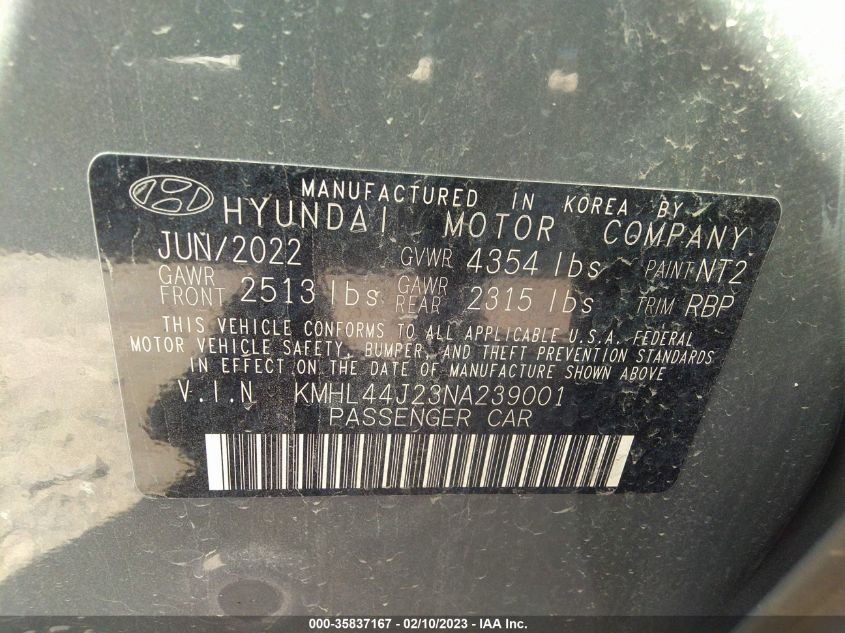 MANUFACTURED IN KOREA BY
HYUNDAI MOTOR COMPANY
JUN/2022 GVWR 4354 lbs PAINT NT2
GAWR FRONT 2513 lbs GAWR REAR 2315 lbs TRIM RBP
THIS VEHICLE CONFORMS TO ALL APPLICABLE U.S.A. FEDERAL
MOTOR VEHICLE SAFETY, BUMPER, AND THEFT PREVENTION STANDARDS
IN EFFECT ON THE DATE OF MANUFACTURE SHOWN ABOVE
V.I.N KMHL44J23NA239001
PASSENGER CAR
000-35837167 - 02/10/2023 - IAA Inc.